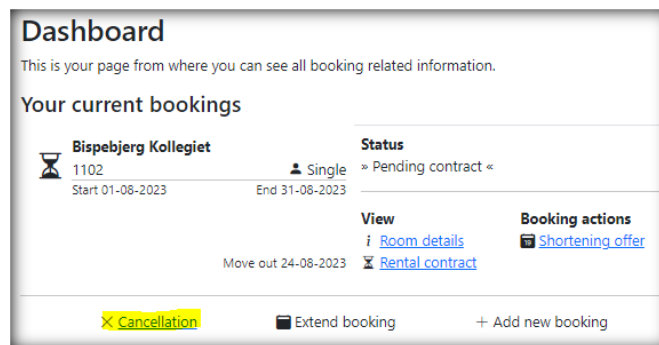 Dashboard
This is your page from where you can see all booking related information.
Your current bookings
Bispebjerg Kollegiet
1102 Single
Start 01-08-2023 End 31-08-2023
Move out 24-08-2023
Status
» Pending contract «
View
i Room details
Rental contract
Booking actions
19 Shortening offer
× Cancellation
Extend booking
+ Add new booking